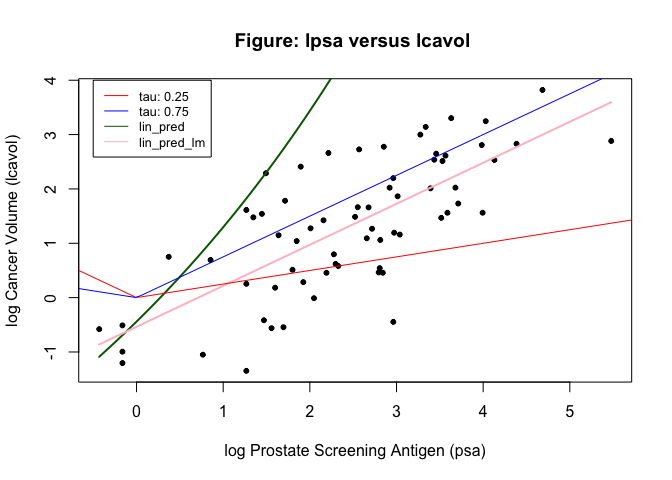 Figure: lpsa versus lcavol
tau: 0.25
tau: 0.75
lin_pred
lin_pred_lm
log Cancer Volume (lcavol)
4
3
2
1
0
-1
0 1 2 3 4 5
log Prostate Screening Antigen (psa)